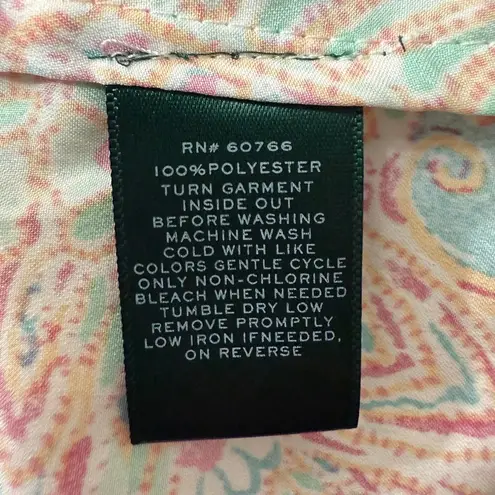 RN# 60766
100%POLYESTER
TURN GARMENT
INSIDE OUT
BEFORE WASHING
MACHINE WASH
COLD WITH LIKE
COLORS GENTLE CYCLE
ONLY NON-CHLORINE
BLEACH WHEN NEEDED
TUMBLE DRY LOW
REMOVE PROMPTLY
LOW IRON IFNEEDED,
ON REVERSE